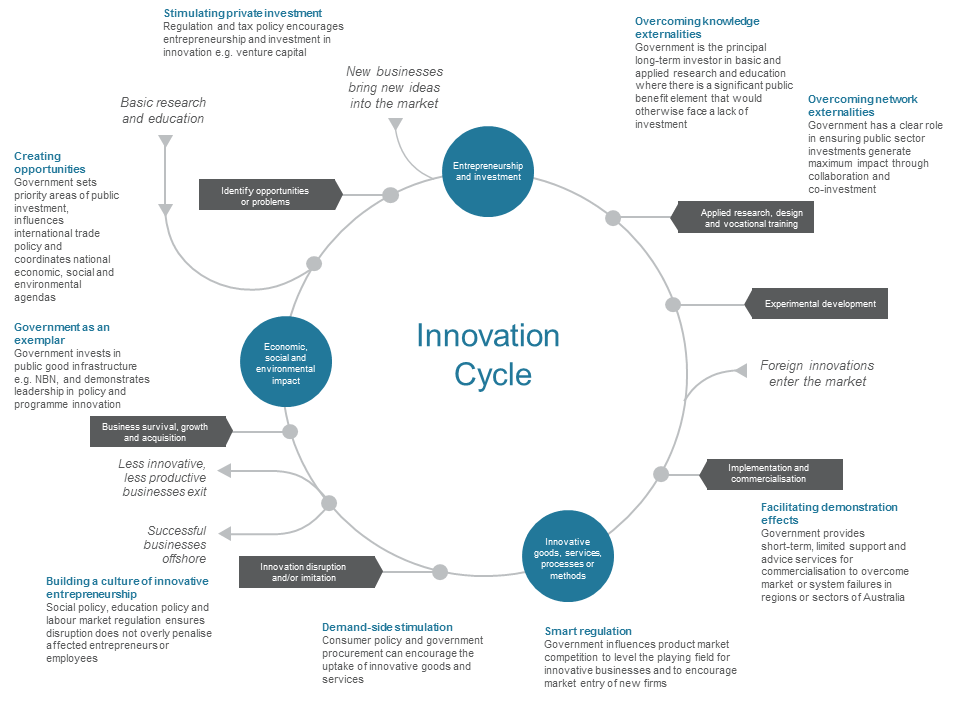 Stimulating private investment
Regulation and tax policy encourages
entrepreneurship and investment in
innovation e.g. venture capital
New businesses
bring new ideas
into the market
Overcoming knowledge
externalities
Government is the principal
long-term investor in basic and
applied research and education
where there is a significant public
benefit element that would
otherwise face a lack of
investment
Overcoming network
externalities
Government has a clear role
in ensuring public sector
investments generate
maximum impact through
collaboration and
co-investment
Basic research
and education
Creating
opportunities
Government sets
priority areas of public
investment,
influences
international trade
policy and
coordinates national
economic, social and
environmental
agendas
Identify opportunities
or problems
Entrepreneurship
and investment
Applied research, design
and vocational training
Experimental development
Government as an
exemplar
Government invests in
public good infrastructure
e.g. NBN, and demonstrates
leadership in policy and
programme innovation
Economic,
social and
environmental
impact
Innovation
Cycle
Foreign innovations
enter the market
Business survival, growth
and acquisition
Less innovative,
less productive
businesses exit
Implementation and
commercialisation
Successful
businesses
offshore
Facilitating demonstration
effects
Government provides
short-term, limited support and
advice services for
commercialisation to overcome
market or system failures in
regions or sectors of Australia
Innovation disruption
and/or imitation
Innovative
goods, services,
processes or
methods
Building a culture of innovative
entrepreneurship
Social policy, education policy and
labour market regulation ensures
disruption does not overly penalise
affected entrepreneurs or
employees
Demand-side stimulation
Consumer policy and government
procurement can encourage the
uptake of innovative goods and
services
Smart regulation
Government influences product market
competition to level the playing field for
innovative businesses and to encourage
market entry of new firms